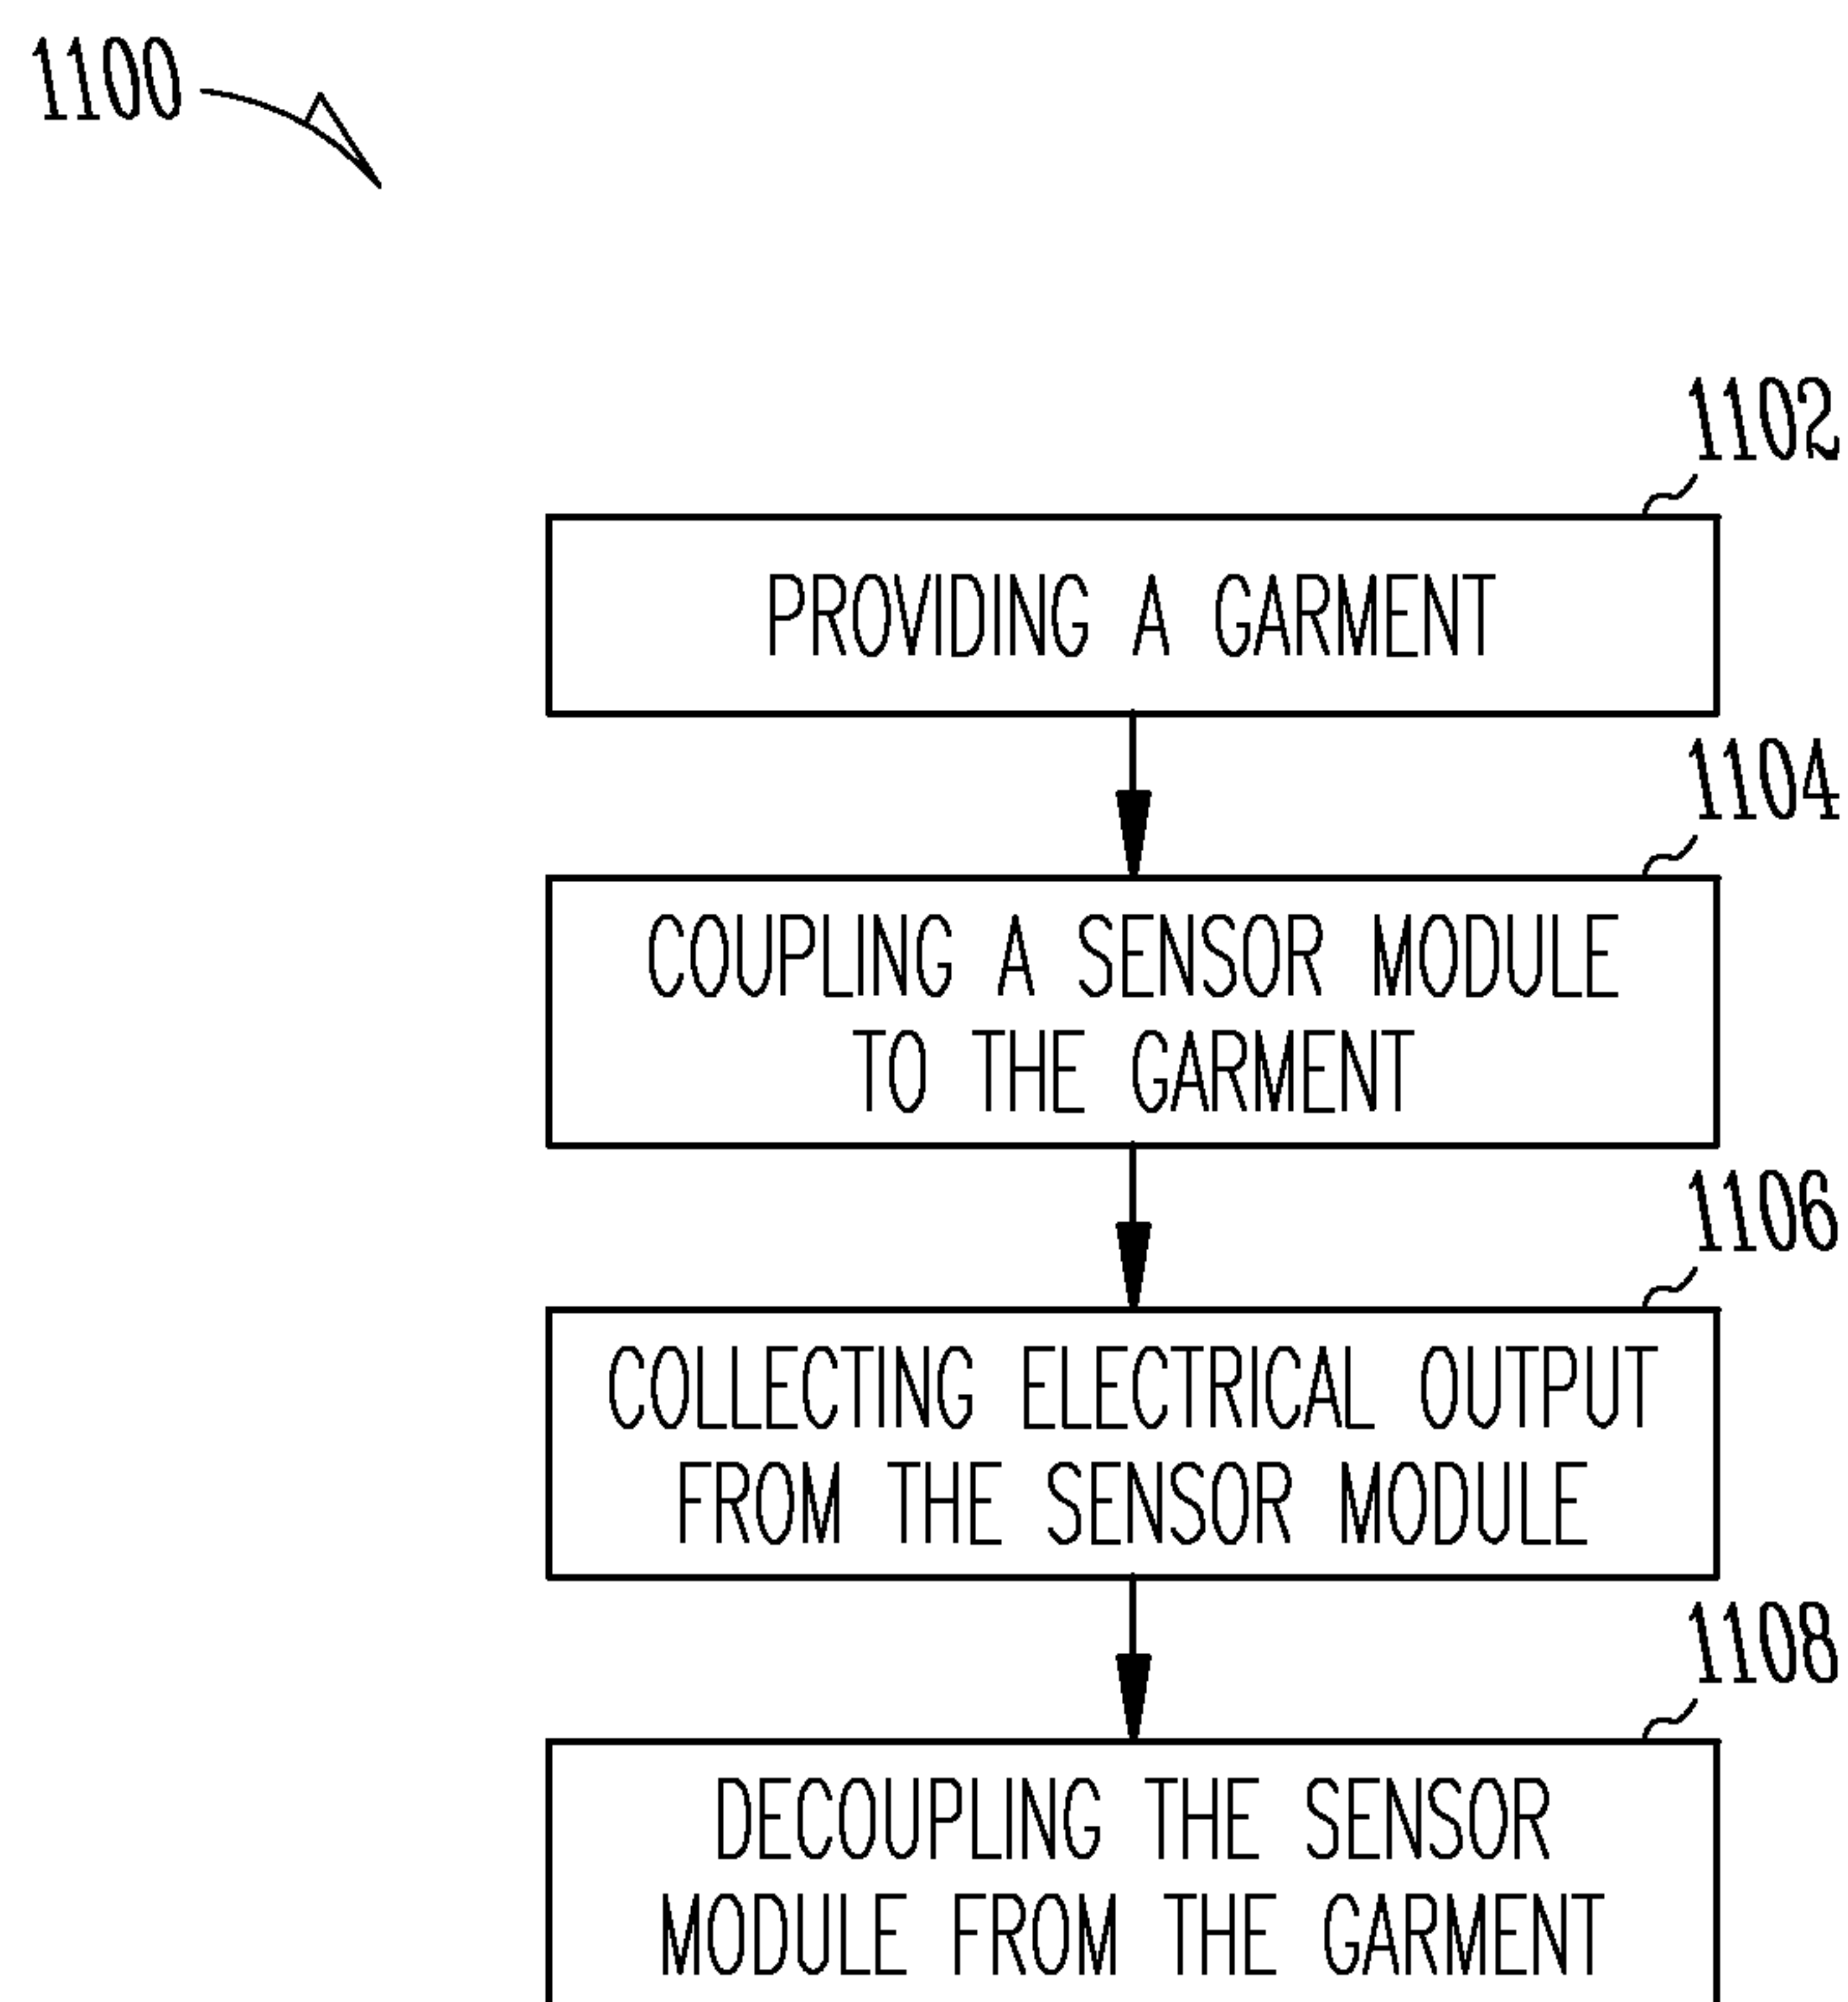 1100
1102
PROVIDING A GARMENT
1104
COUPLING A SENSOR MODULE
TO THE GARMENT
1106
COLLECTING ELECTRICAL OUTPUT
FROM THE SENSOR MODULE
1108
DECOUPLING THE SENSOR
MODULE FROM THE GARMENT